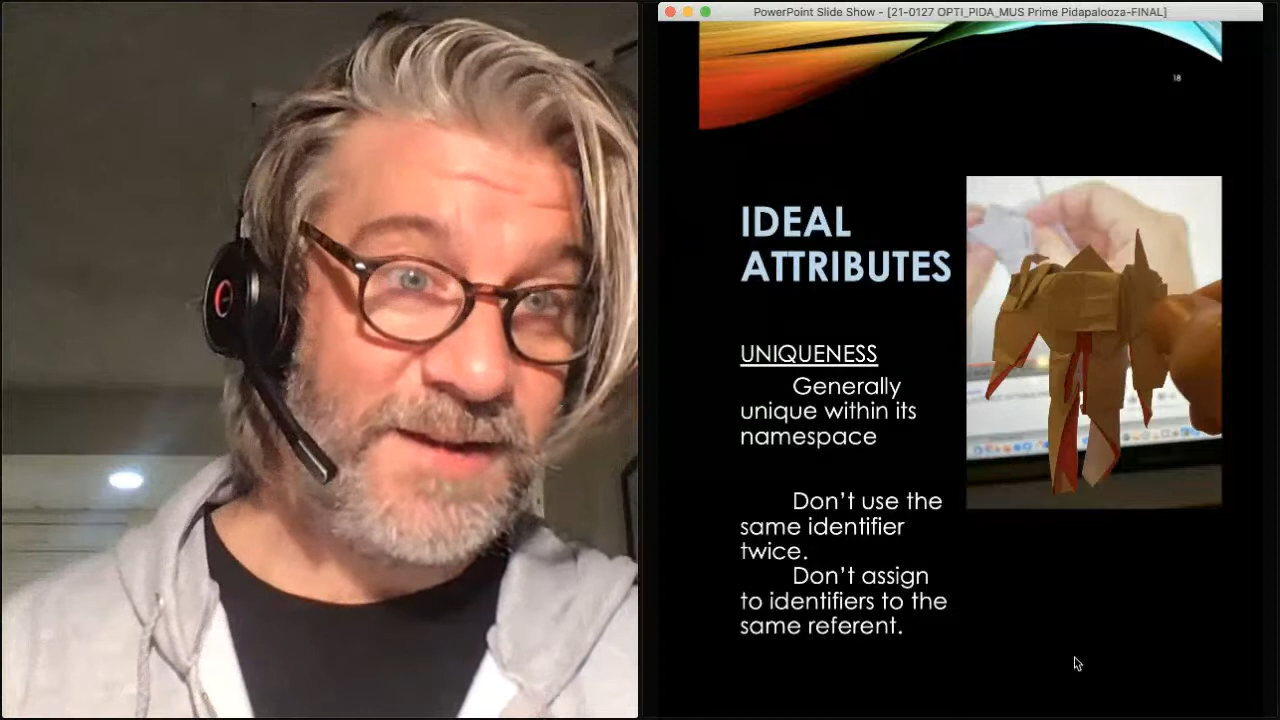 PowerPoint Slide Show - [21-0127 OPTI_PIDA_MUS Prime Pidapalooza-FINAL]
18
IDEAL
ATTRIBUTES
UNIQUENESS
Generally
unique within its
namespace
Don't use the
same identifier
twice.
Don't assign
to identifiers to the
same referent.